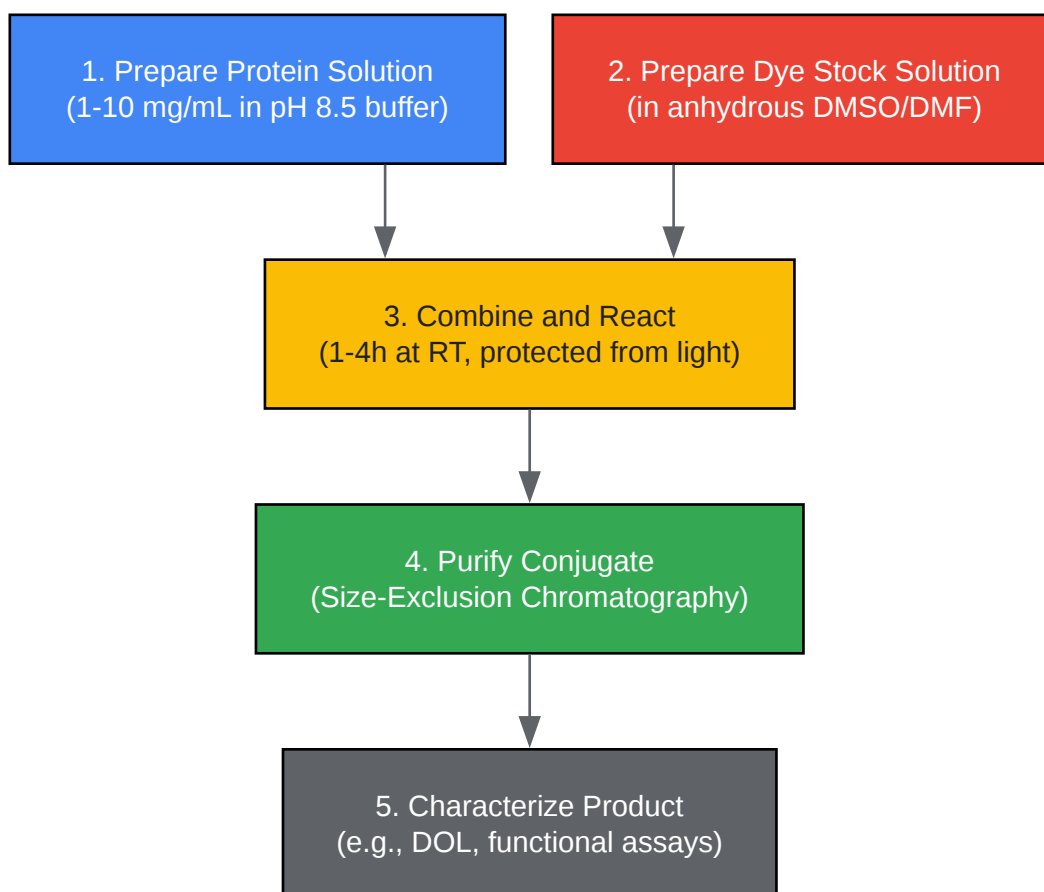 1. Prepare Protein Solution
(1-10 mg/mL in pH 8.5 buffer)
2. Prepare Dye Stock Solution
(in anhydrous DMSO/DMF)
3. Combine and React
(1-4h at RT, protected from light)
4. Purify Conjugate
(Size-Exclusion Chromatography)
5. Characterize Product
(e.g., DOL, functional assays)